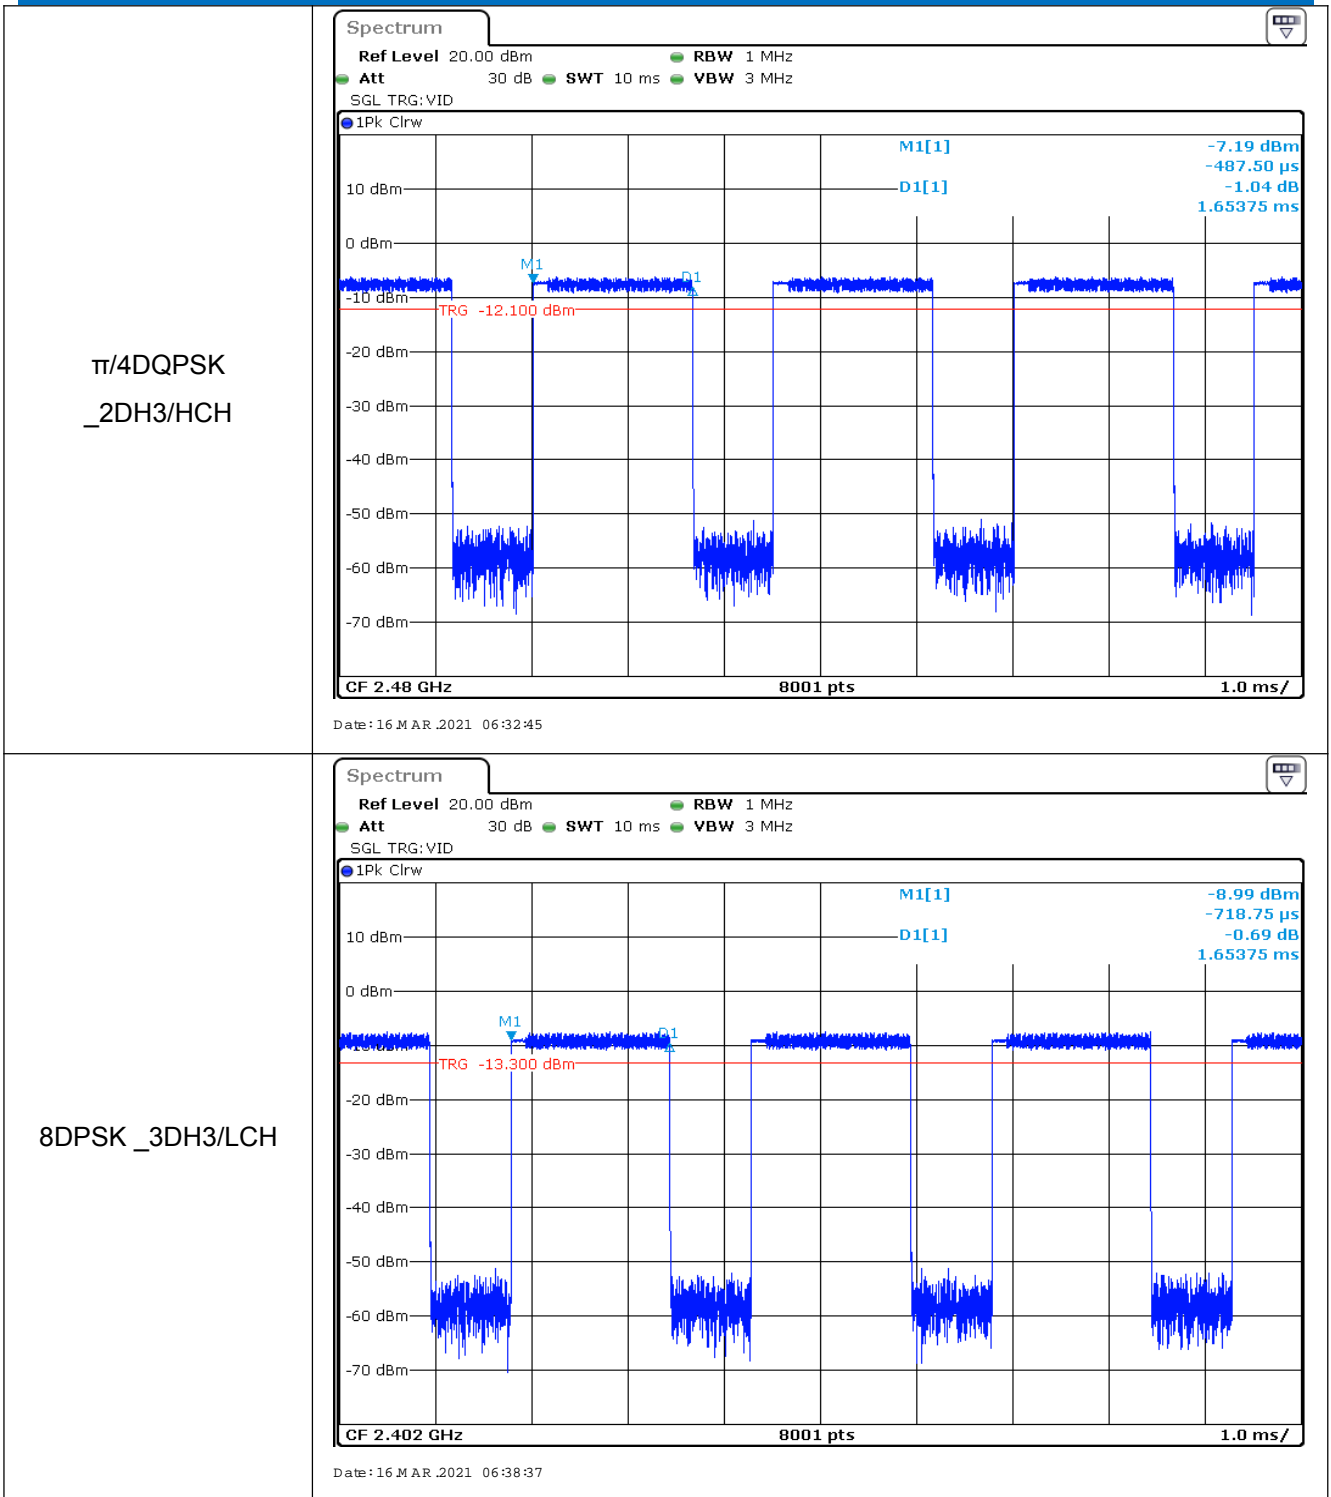 π/4DQPSK
_2DH3/HCH
Spectrum
Ref Level 20.00 dBm RBW 1 MHz
Att 30 dB SWT 10 ms VBW 3 MHz
SGL TRG:VID
1Pk Clrw
M1[1] -7.19 dBm
-487.50 µs
10 dBm D1[1] -1.04 dB
1.65375 ms
0 dBm
M1
D1
-10 dBm
TRG -12.100 dBm
-20 dBm
-30 dBm
-40 dBm
-50 dBm
-60 dBm
-70 dBm
CF 2.48 GHz 8001 pts 1.0 ms/
Date:16.MAR.2021 06:32:45
8DPSK _3DH3/LCH
Spectrum
Ref Level 20.00 dBm RBW 1 MHz
Att 30 dB SWT 10 ms VBW 3 MHz
SGL TRG:VID
1Pk Clrw
M1[1] -8.99 dBm
-718.75 µs
10 dBm D1[1] -0.69 dB
1.65375 ms
0 dBm
M1
D1
-10 dBm
TRG -13.300 dBm
-20 dBm
-30 dBm
-40 dBm
-50 dBm
-60 dBm
-70 dBm
CF 2.402 GHz 8001 pts 1.0 ms/
Date:16.MAR.2021 06:38:37